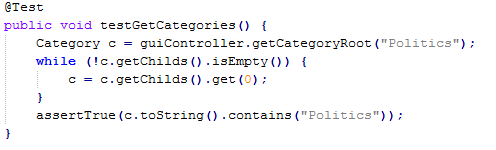 @Test
public void testGetCategories() {
    Category c = guiController.getCategoryRoot("Politics");
    while (!c.getChilds().isEmpty()) {
        c = c.getChilds().get(0);
    }
    assertTrue(c.toString().contains("Politics"));
}